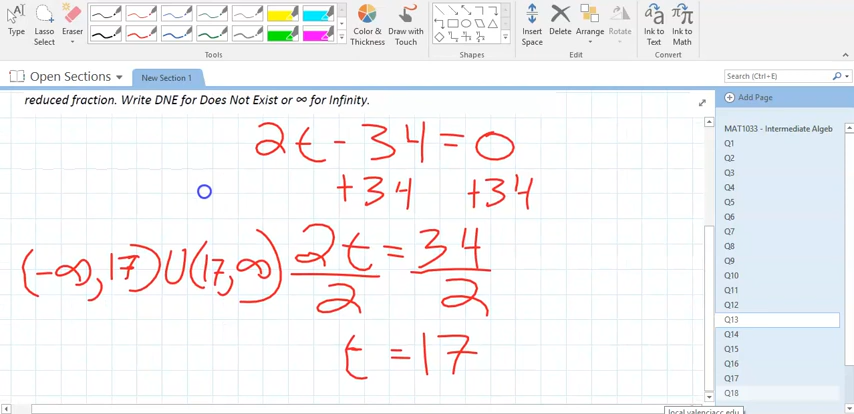 Type
Lasso Select
Eraser
Color & Thickness
Draw with Touch
Insert Space
Delete
Arrange
Rotate
Ink to Text
Ink to Math
Tools
Shapes
Edit
Convert
Open Sections
New Section 1
Search (Ctrl+E)
reduced fraction. Write DNE for Does Not Exist or ∞ for Infinity.
2t - 34 = 0
+34 +34
(-∞, 17) U (17, ∞)
2t = 34
2 2
t = 17
Add Page
MAT1033 - Intermediate Algeb
Q1
Q2
Q3
Q4
Q5
Q6
Q7
Q8
Q9
Q10
Q11
Q12
Q13
Q14
Q15
Q16
Q17
Q18
local.valenciacc.edu